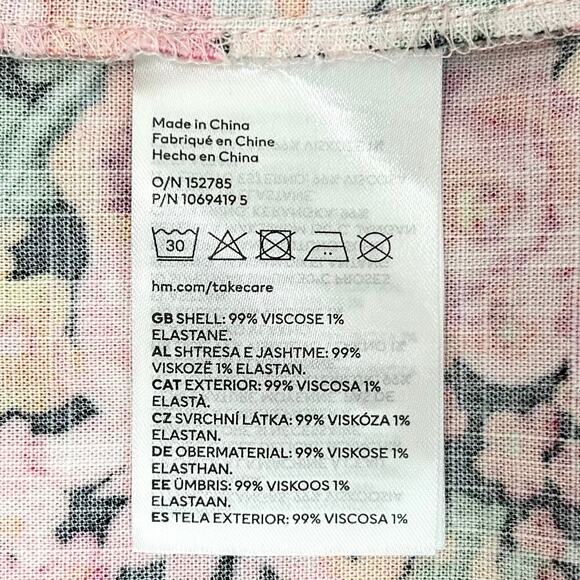 Made in China
Fabriqué en Chine
Hecho en China
O/N 152785
P/N 1069419 5
30
hm.com/takecare
GB SHELL: 99% VISCOSE 1%
ELASTANE.
AL SHTRESA E JASHTME: 99%
VISKOZË 1% ELASTAN.
CAT EXTERIOR: 99% VISCOSA 1%
ELASTÀ.
CZ SVRCHNÍ LÁTKA: 99% VISKÓZA 1%
ELASTAN.
DE OBERMATERIAL: 99% VISKOSE 1%
ELASTHAN.
EE ÜMBRIS: 99% VISKOOS 1%
ELASTAAN.
ES TELA EXTERIOR: 99% VISCOSA 1%